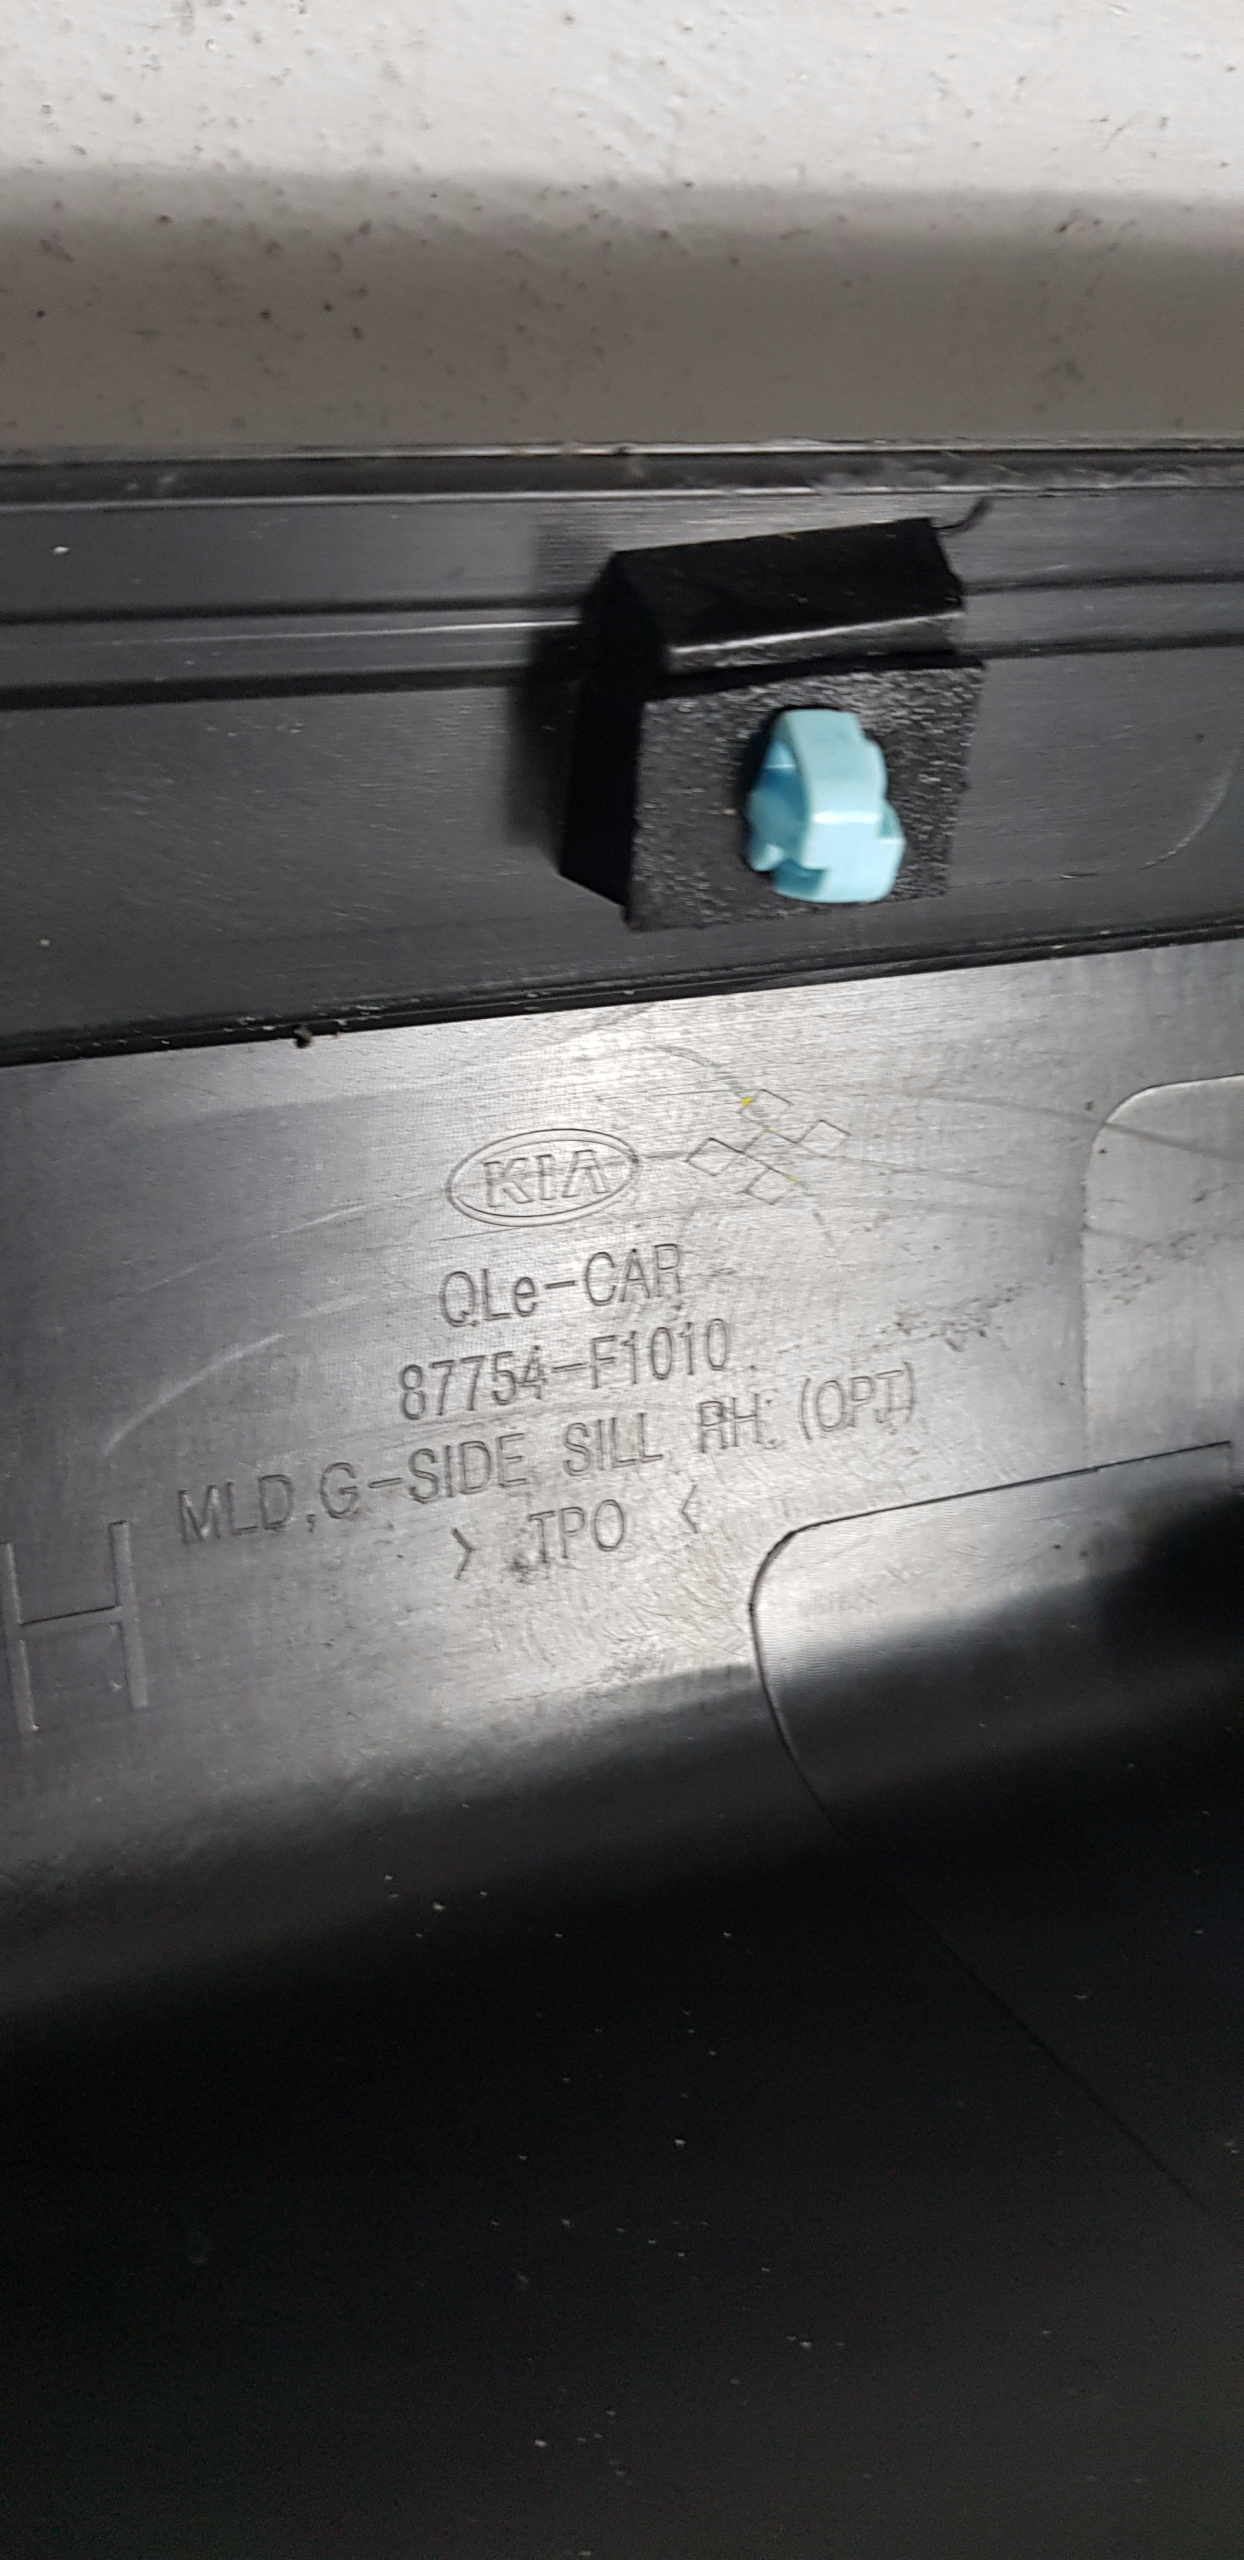 KIA
QLe-CAR
87754-F1010
MLD,G-SIDE SILL RH. (OPT)
> TPO <
H